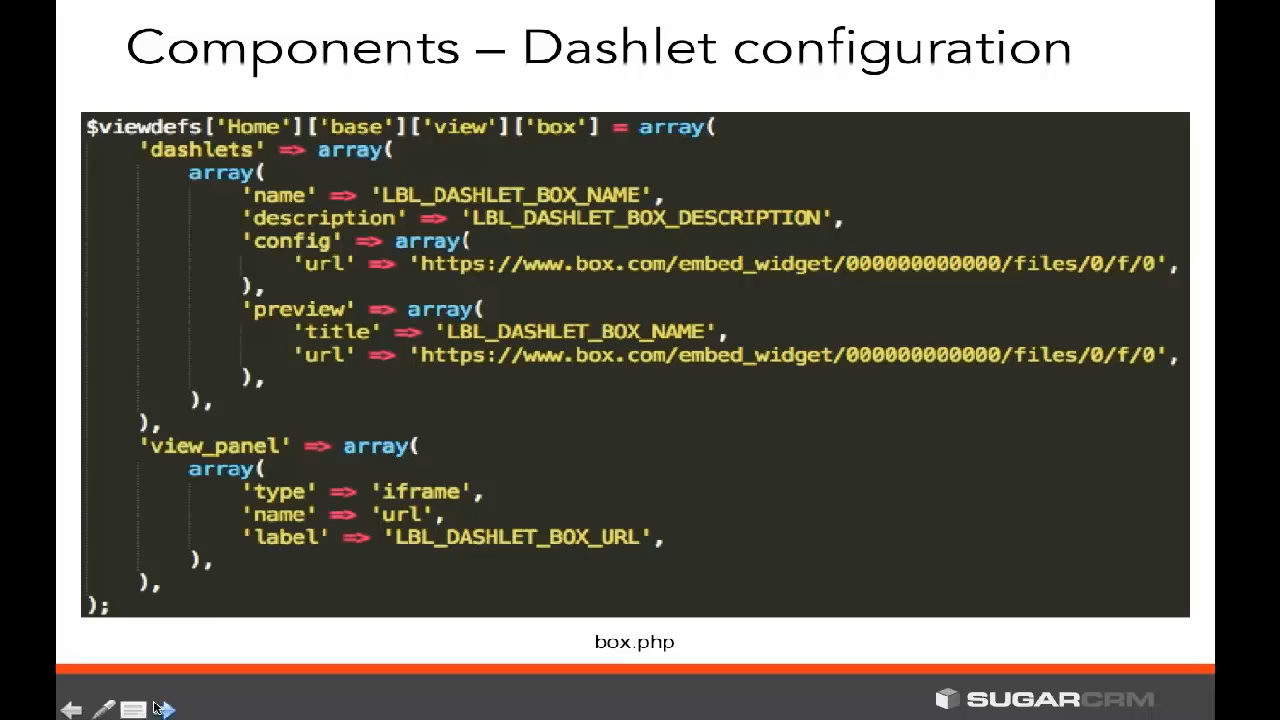 Components – Dashlet configuration
$viewdefs['Home']['base']['view']['box'] = array(
'dashlets' => array(
array(
'name' => 'LBL_DASHLET_BOX_NAME',
'description' => 'LBL_DASHLET_BOX_DESCRIPTION',
'config' => array(
'url' => 'https://www.box.com/embed_widget/000000000000/files/0/f/0',
),
'preview' => array(
'title' => 'LBL_DASHLET_BOX_NAME',
'url' => 'https://www.box.com/embed_widget/000000000000/files/0/f/0',
),
),
),
'view_panel' => array(
array(
'type' => 'iframe',
'name' => 'url',
'label' => 'LBL_DASHLET_BOX_URL',
),
),
);
box.php
SUGARCRM